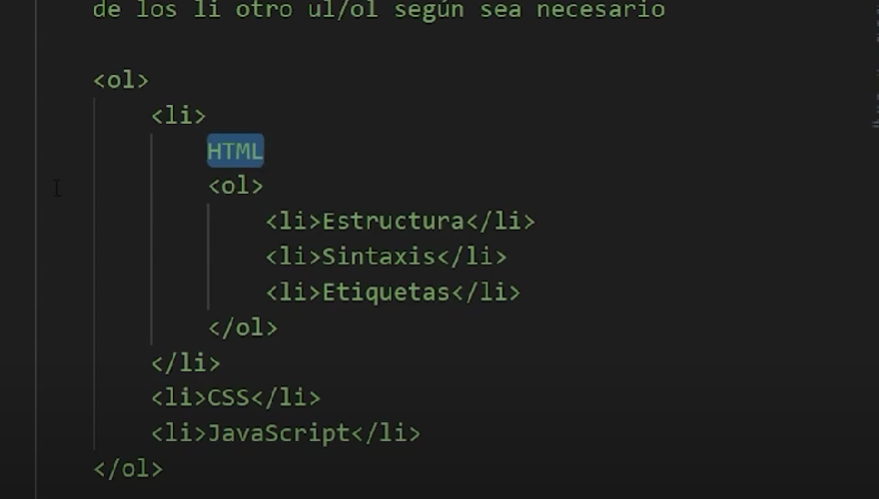 de los li otro ul/ol según sea necesario
<ol>
<li>
HTML
<ol>
<li>Estructura</li>
<li>Sintaxis</li>
<li>Etiquetas</li>
</ol>
</li>
<li>CSS</li>
<li>JavaScript</li>
</ol>